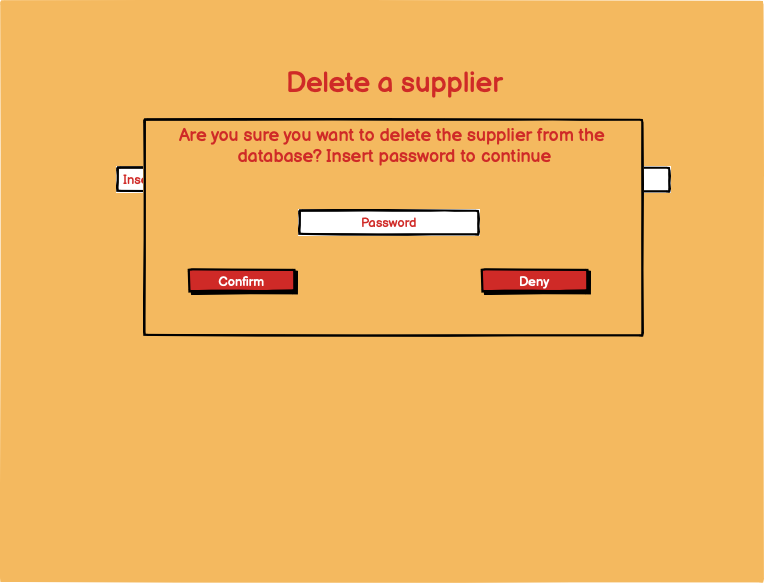 Delete a supplier
Are you sure you want to delete the supplier from the
database? Insert password to continue
Password
Confirm
Deny